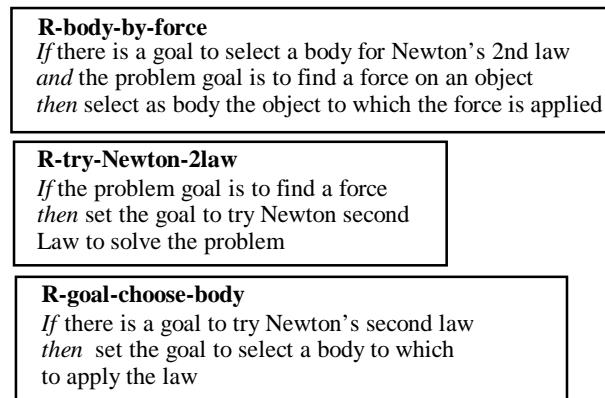 R-body-by-force
If there is a goal to select a body for Newton's 2nd law
and the problem goal is to find a force on an object
then select as body the object to which the force is applied
R-try-Newton-2law
If the problem goal is to find a force
then set the goal to try Newton second
Law to solve the problem
R-goal-choose-body
If there is a goal to try Newton's second law
then set the goal to select a body to which
to apply the law